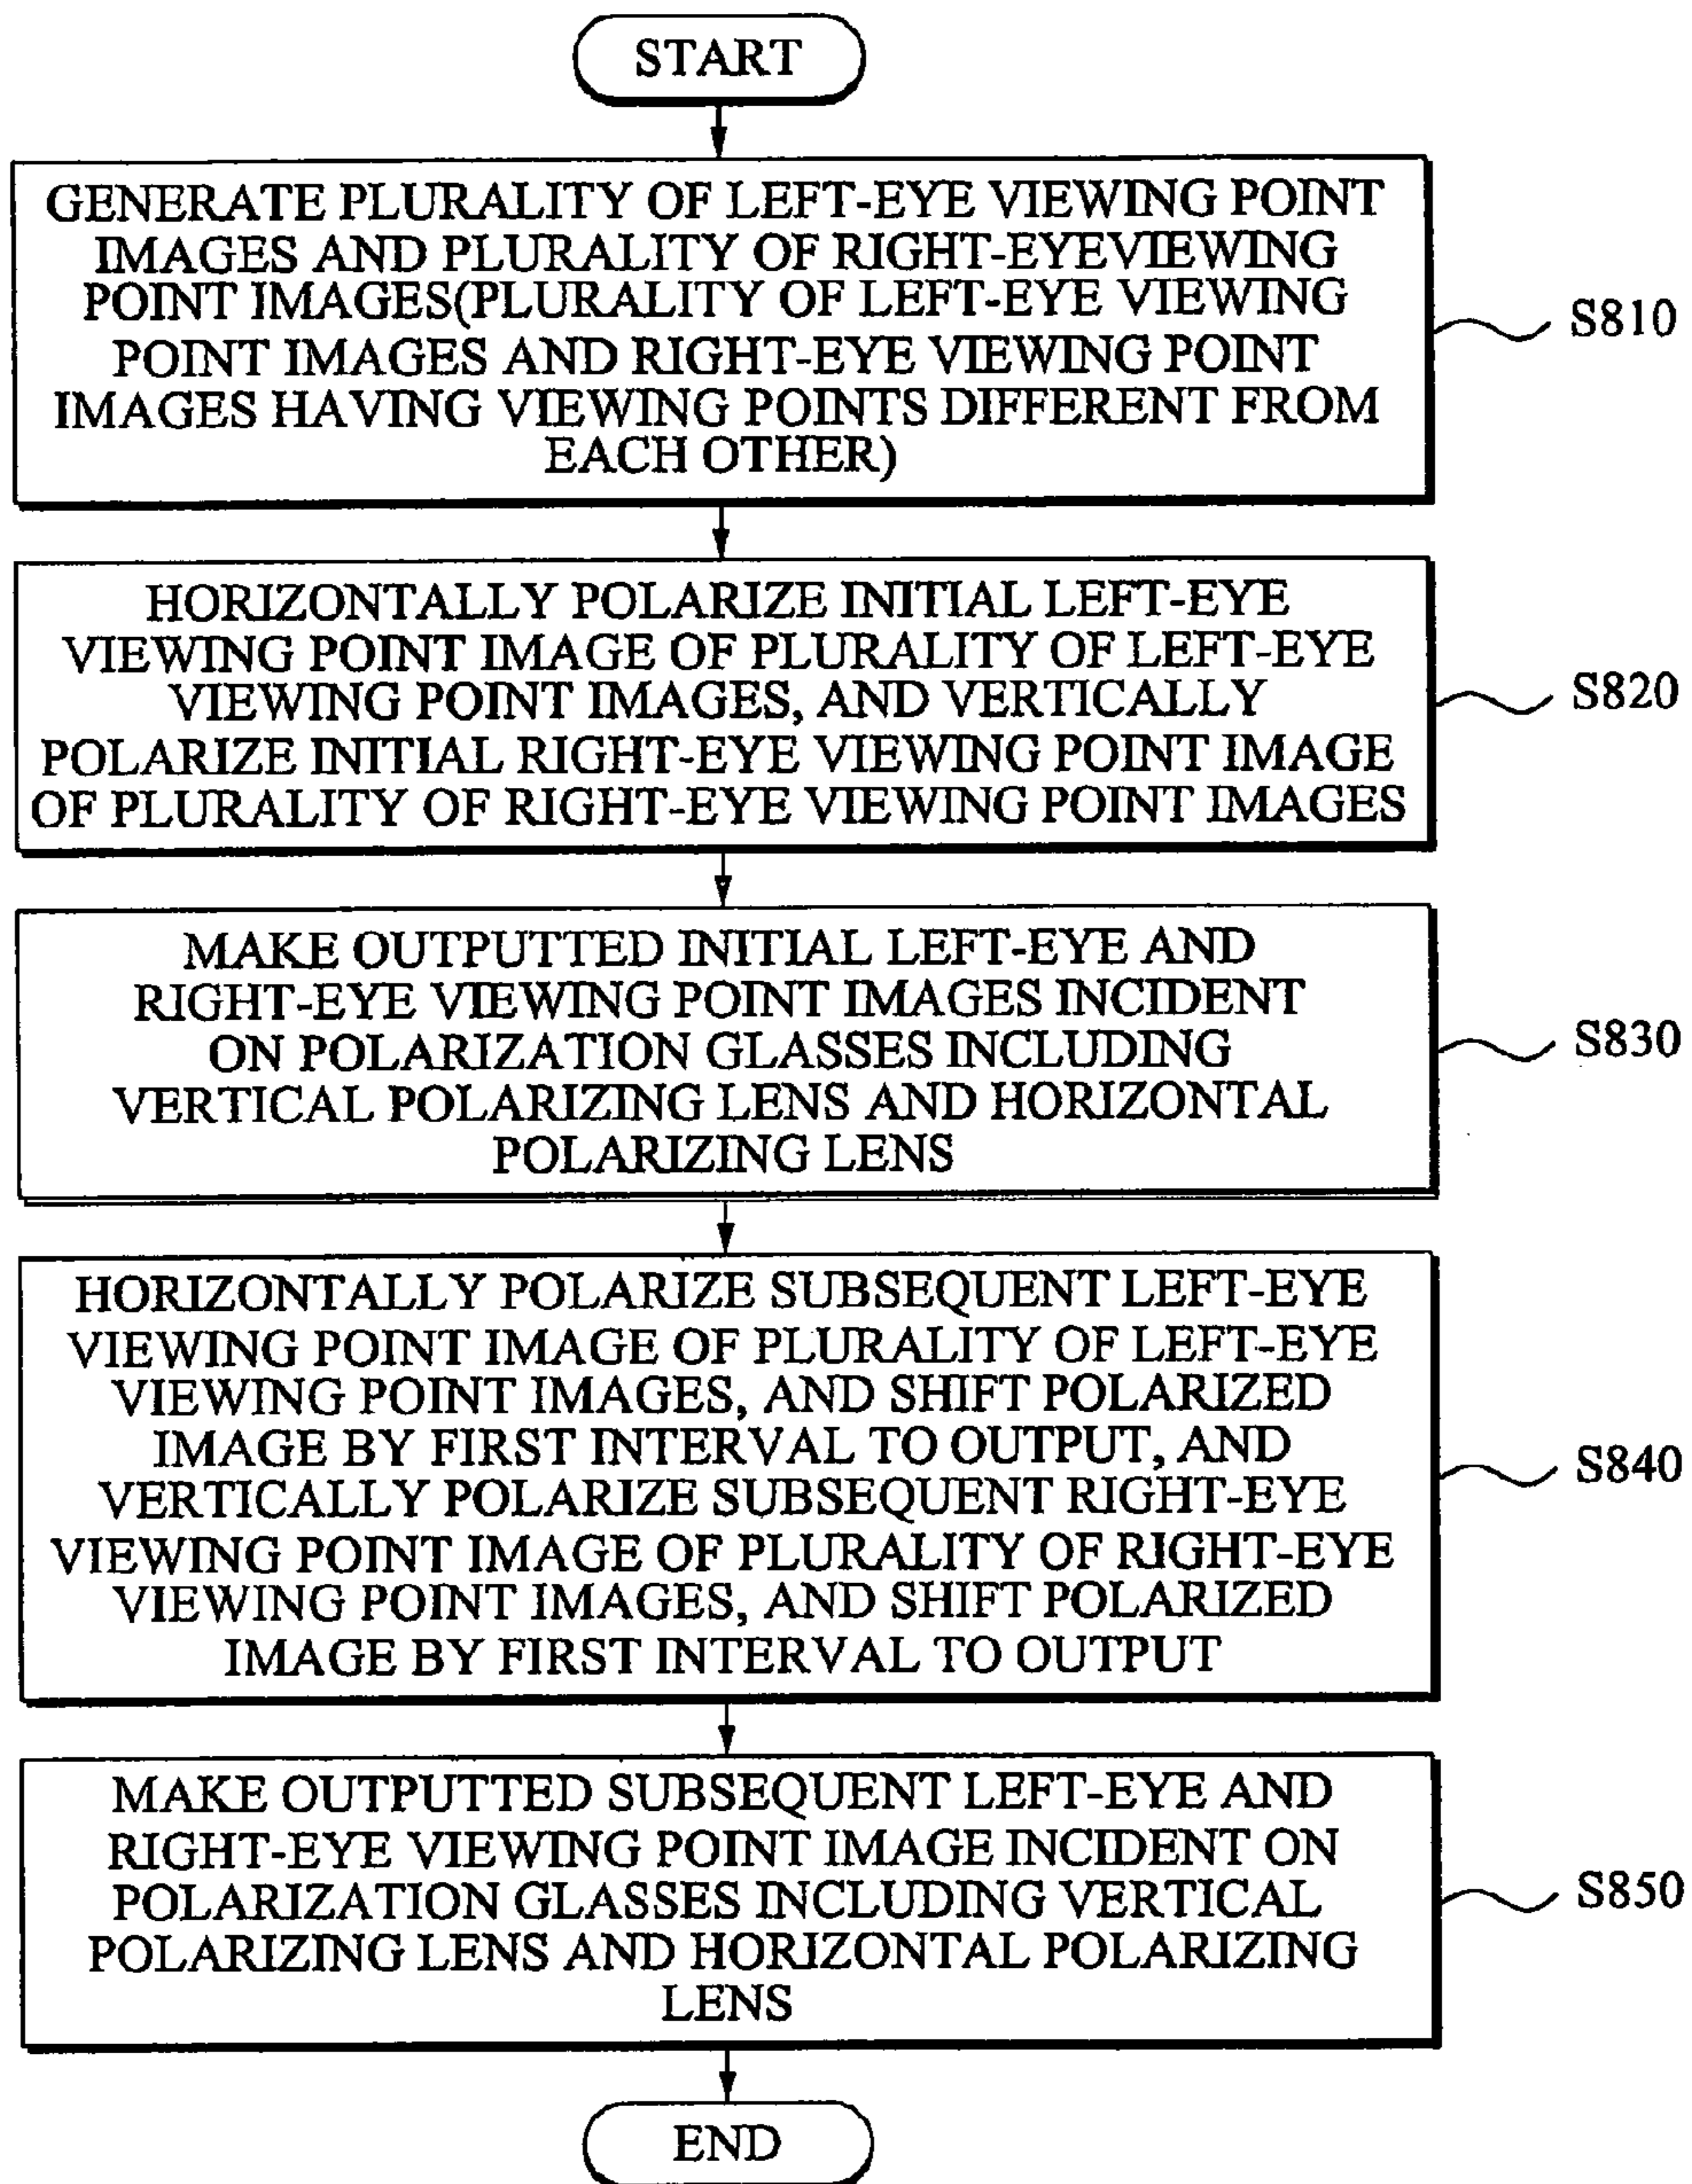 START
GENERATE PLURALITY OF LEFT-EYE VIEWING POINT
IMAGES AND PLURALITY OF RIGHT-EYEVIEWING
POINT IMAGES(PLURALITY OF LEFT-EYE VIEWING
POINT IMAGES AND RIGHT-EYE VIEWING POINT
IMAGES HAVING VIEWING POINTS DIFFERENT FROM
EACH OTHER)
S810
HORIZONTALLY POLARIZE INITIAL LEFT-EYE
VIEWING POINT IMAGE OF PLURALITY OF LEFT-EYE
VIEWING POINT IMAGES, AND VERTICALLY
POLARIZE INITIAL RIGHT-EYE VIEWING POINT IMAGE
OF PLURALITY OF RIGHT-EYE VIEWING POINT IMAGES
S820
MAKE OUTPUTTED INITIAL LEFT-EYE AND
RIGHT-EYE VIEWING POINT IMAGES INCIDENT
ON POLARIZATION GLASSES INCLUDING
VERTICAL POLARIZING LENS AND HORIZONTAL
POLARIZING LENS
S830
HORIZONTALLY POLARIZE SUBSEQUENT LEFT-EYE
VIEWING POINT IMAGE OF PLURALITY OF LEFT-EYE
VIEWING POINT IMAGES, AND SHIFT POLARIZED
IMAGE BY FIRST INTERVAL TO OUTPUT, AND
VERTICALLY POLARIZE SUBSEQUENT RIGHT-EYE
VIEWING POINT IMAGE OF PLURALITY OF RIGHT-EYE
VIEWING POINT IMAGES, AND SHIFT POLARIZED
IMAGE BY FIRST INTERVAL TO OUTPUT
S840
MAKE OUTPUTTED SUBSEQUENT LEFT-EYE AND
RIGHT-EYE VIEWING POINT IMAGE INCIDENT ON
POLARIZATION GLASSES INCLUDING VERTICAL
POLARIZING LENS AND HORIZONTAL POLARIZING
LENS
S850
END